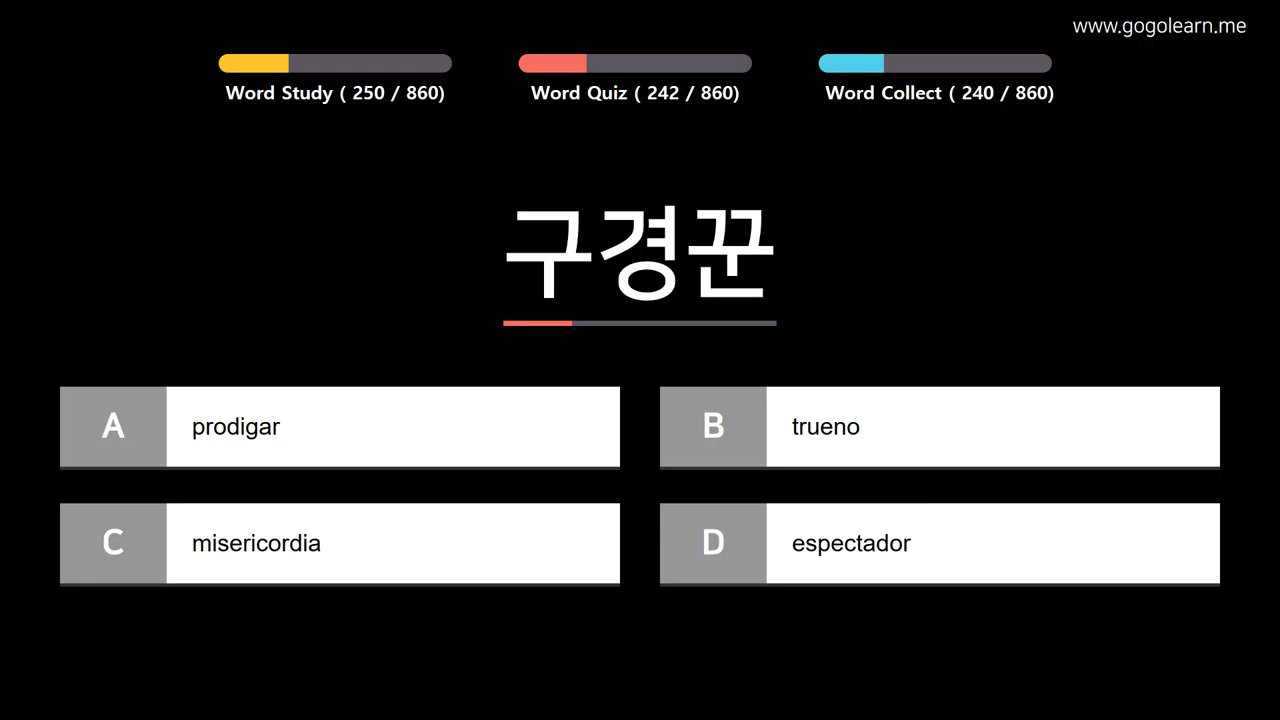 www.gogolearn.me
Word Study ( 250 / 860)
Word Quiz ( 242 / 860)
Word Collect ( 240 / 860)
구경꾼
A prodigar
B trueno
C misericordia
D espectador